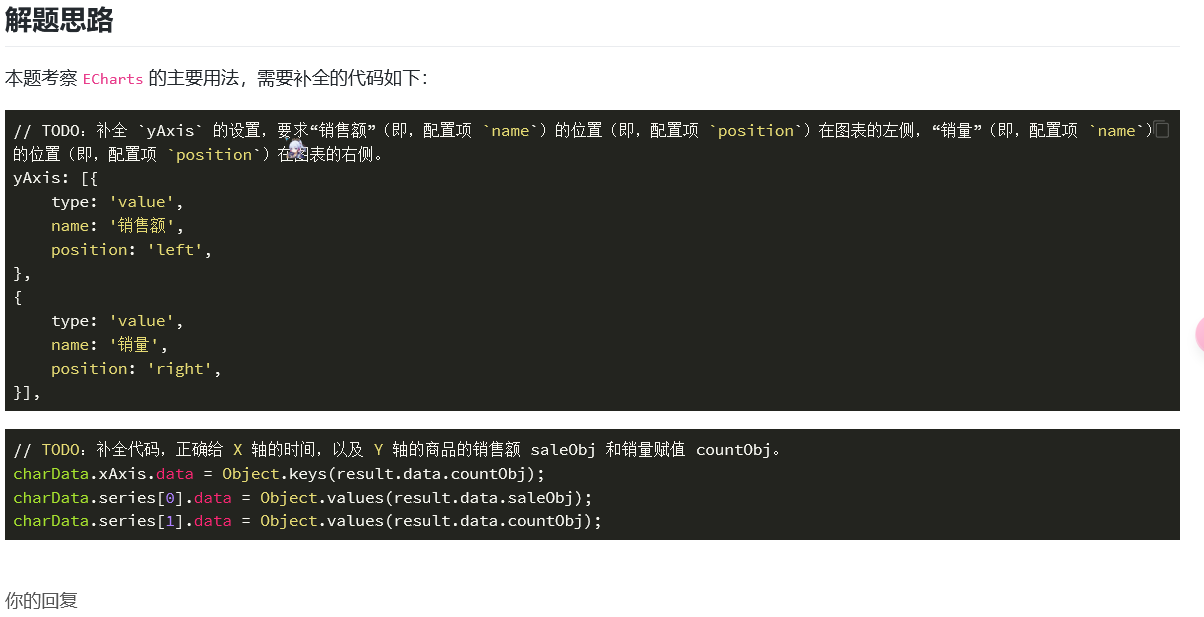 解题思路
本题考察 ECharts 的主要用法，需要补全的代码如下：
// TODO：补全 `yAxis` 的设置，要求“销售额”（即，配置项 `name`）的位置（即，配置项 `position`）在图表的左侧，“销量”（即，配置项 `name`）
的位置（即，配置项 `position`）在图表的右侧。
yAxis: [{
    type: 'value',
    name: '销售额',
    position: 'left',
},
{
    type: 'value',
    name: '销量',
    position: 'right',
}],
// TODO：补全代码，正确给 X 轴的时间，以及 Y 轴的商品的销售额 saleObj 和销量赋值 countObj。
charData.xAxis.data = Object.keys(result.data.countObj);
charData.series[0].data = Object.values(result.data.saleObj);
charData.series[1].data = Object.values(result.data.countObj);
你的回复